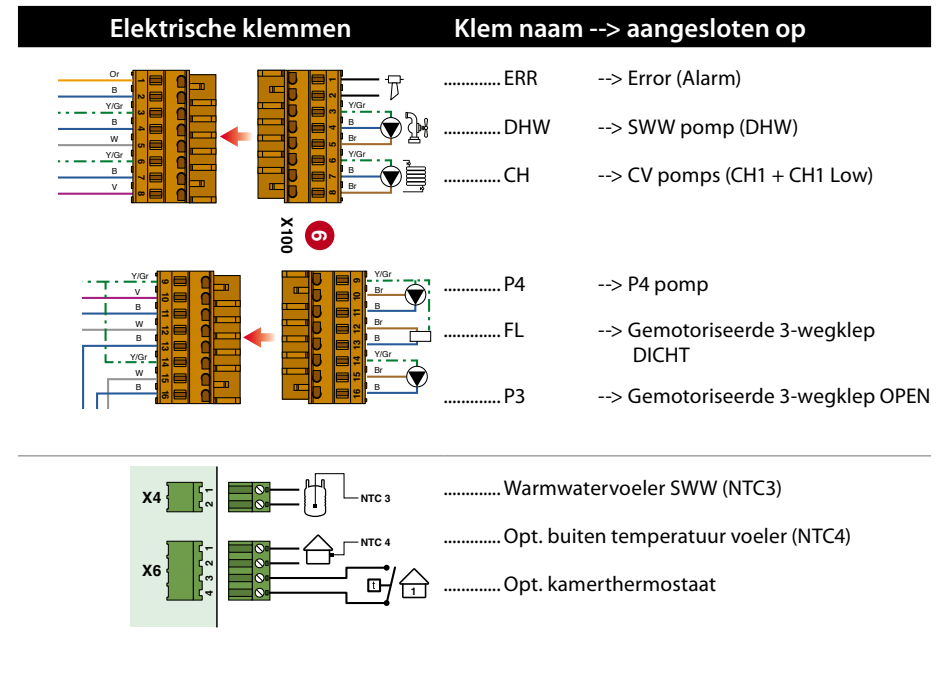 Elektrische klemmen Klem naam --> aangesloten op
Or
B
Y/Gr
B
W
Y/Gr
B
V
1
2
3
4
5
6
7
8
1
2
3
4
5
6
7
8
Y/Gr
B
Br
Y/Gr
B
Br
............. ERR --> Error (Alarm)
............. DHW --> SWW pomp (DHW)
............. CH --> CV pomps (CH1 + CH1 Low)
X100
6
Y/Gr
V
B
W
B
Y/Gr
W
B
9
10
11
12
13
14
15
16
9
10
11
12
13
14
15
16
Y/Gr
Br
B
Br
B
Y/Gr
Br
B
............. P4 --> P4 pomp
............. FL --> Gemotoriseerde 3-wegklep
DICHT
............. P3 --> Gemotoriseerde 3-wegklep OPEN
X4
1
2
NTC 3
............. Warmwatervoeler SWW (NTC3)
X6
1
2
3
4
NTC 4
t
1
............. Opt. buiten temperatuur voeler (NTC4)
............. Opt. kamerthermostaat